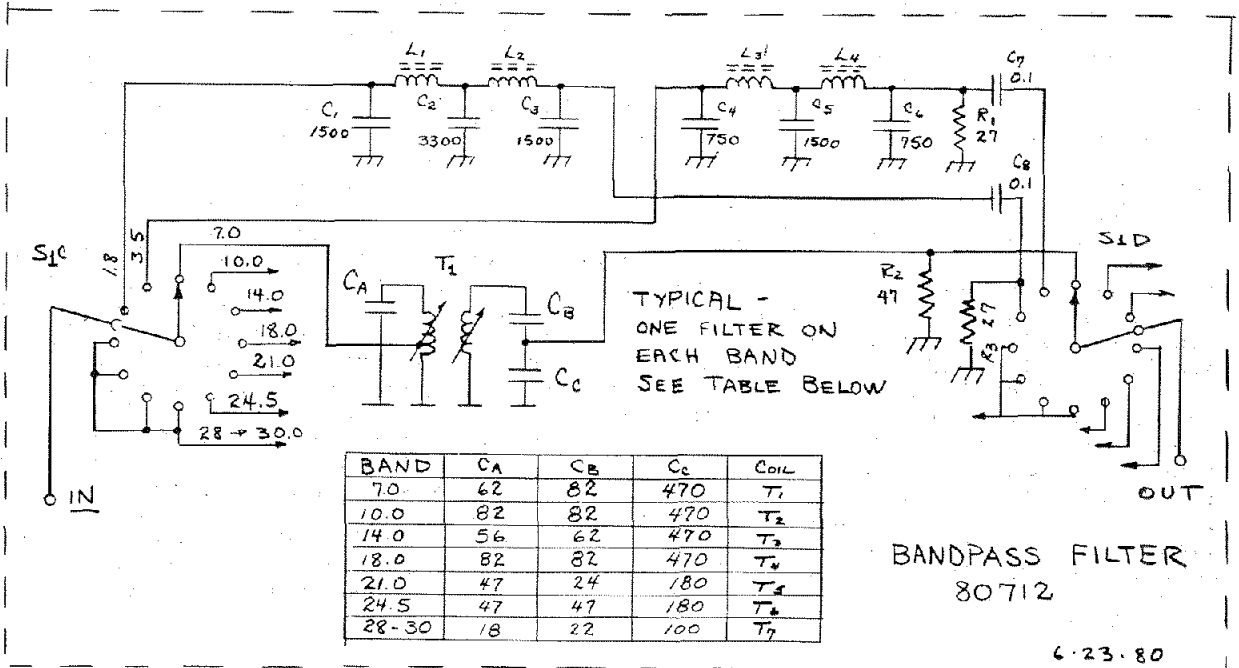 L1 L2 L3 L4
C7
0.1
C1
1500
C2
3300
C3
1500
C4
750
C5
1500
C6
750
R1
27
C8
0.1
S1C
1.8
3.5
7.0
10.0
14.0
18.0
21.0
24.5
28 → 30.0
IN
CA
T1
CB
CC
TYPICAL -
ONE FILTER ON
EACH BAND
SEE TABLE BELOW
R2
47
27
R3
S1D
OUT
BAND CA CB CC COIL
7.0 62 82 470 T1
10.0 82 82 470 T2
14.0 56 62 470 T3
18.0 82 82 470 T4
21.0 47 24 180 T5
24.5 47 47 180 T6
28-30 18 22 100 T7
BANDPASS FILTER
80712
6.23.80